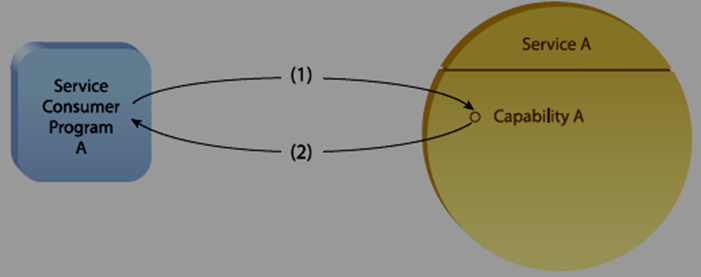 Service
Consumer
Program
A
(1)
(2)
Service A
Capability A